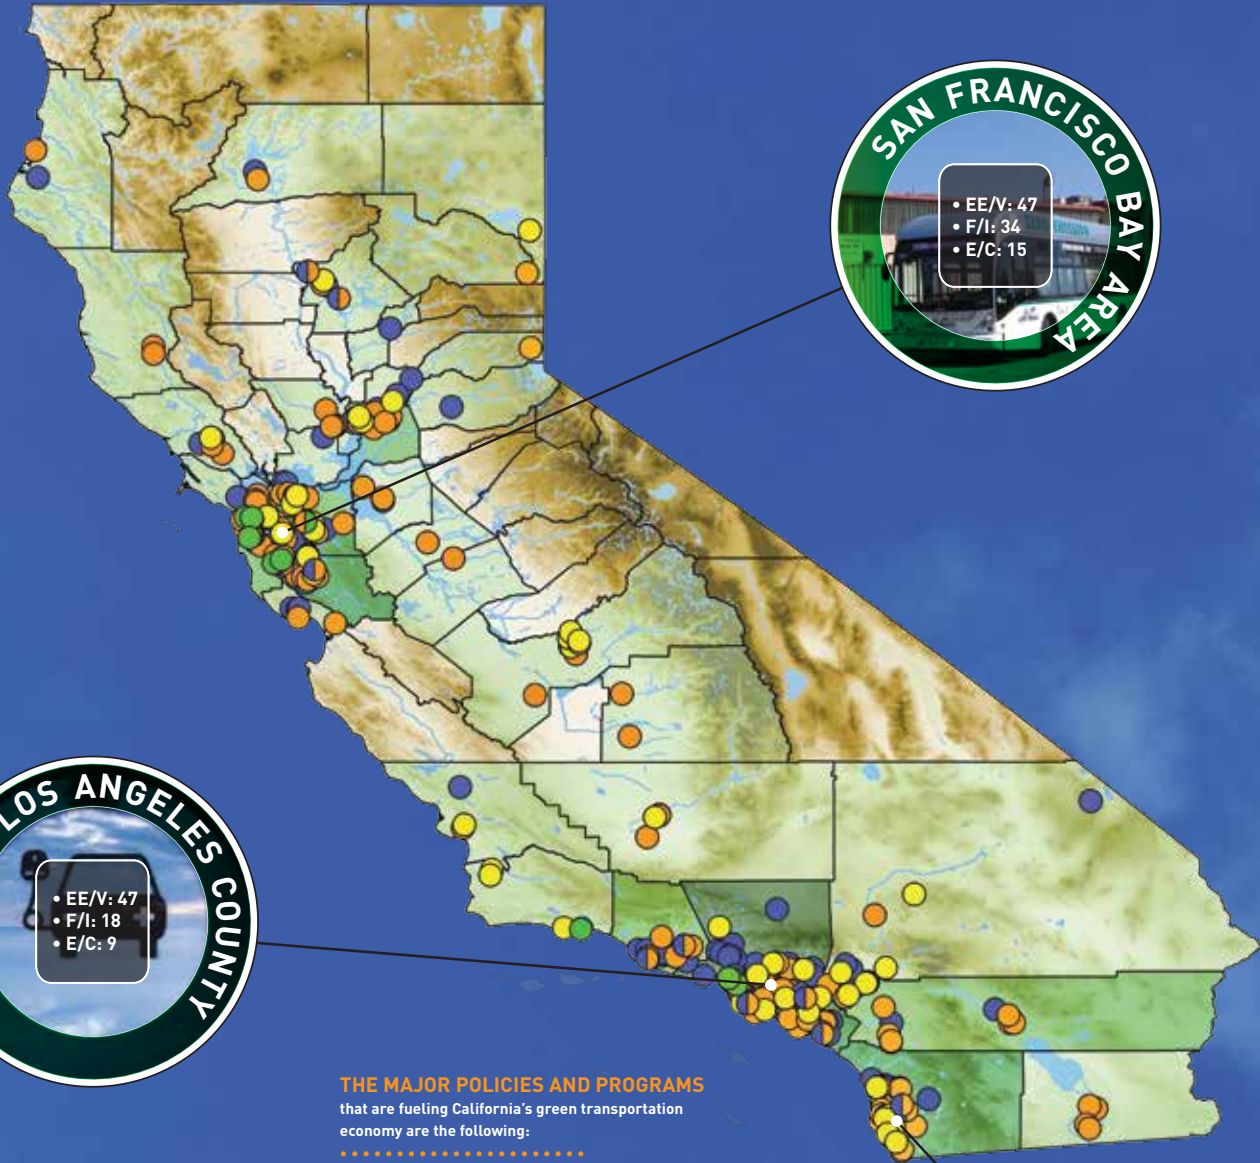 SAN FRANCISCO BAY AREA
• EE/V: 47
• F/I: 34
• E/C: 15
LOS ANGELES COUNTY
• EE/V: 47
• F/I: 18
• E/C: 9
THE MAJOR POLICIES AND PROGRAMS
that are fueling California’s green transportation
economy are the following: